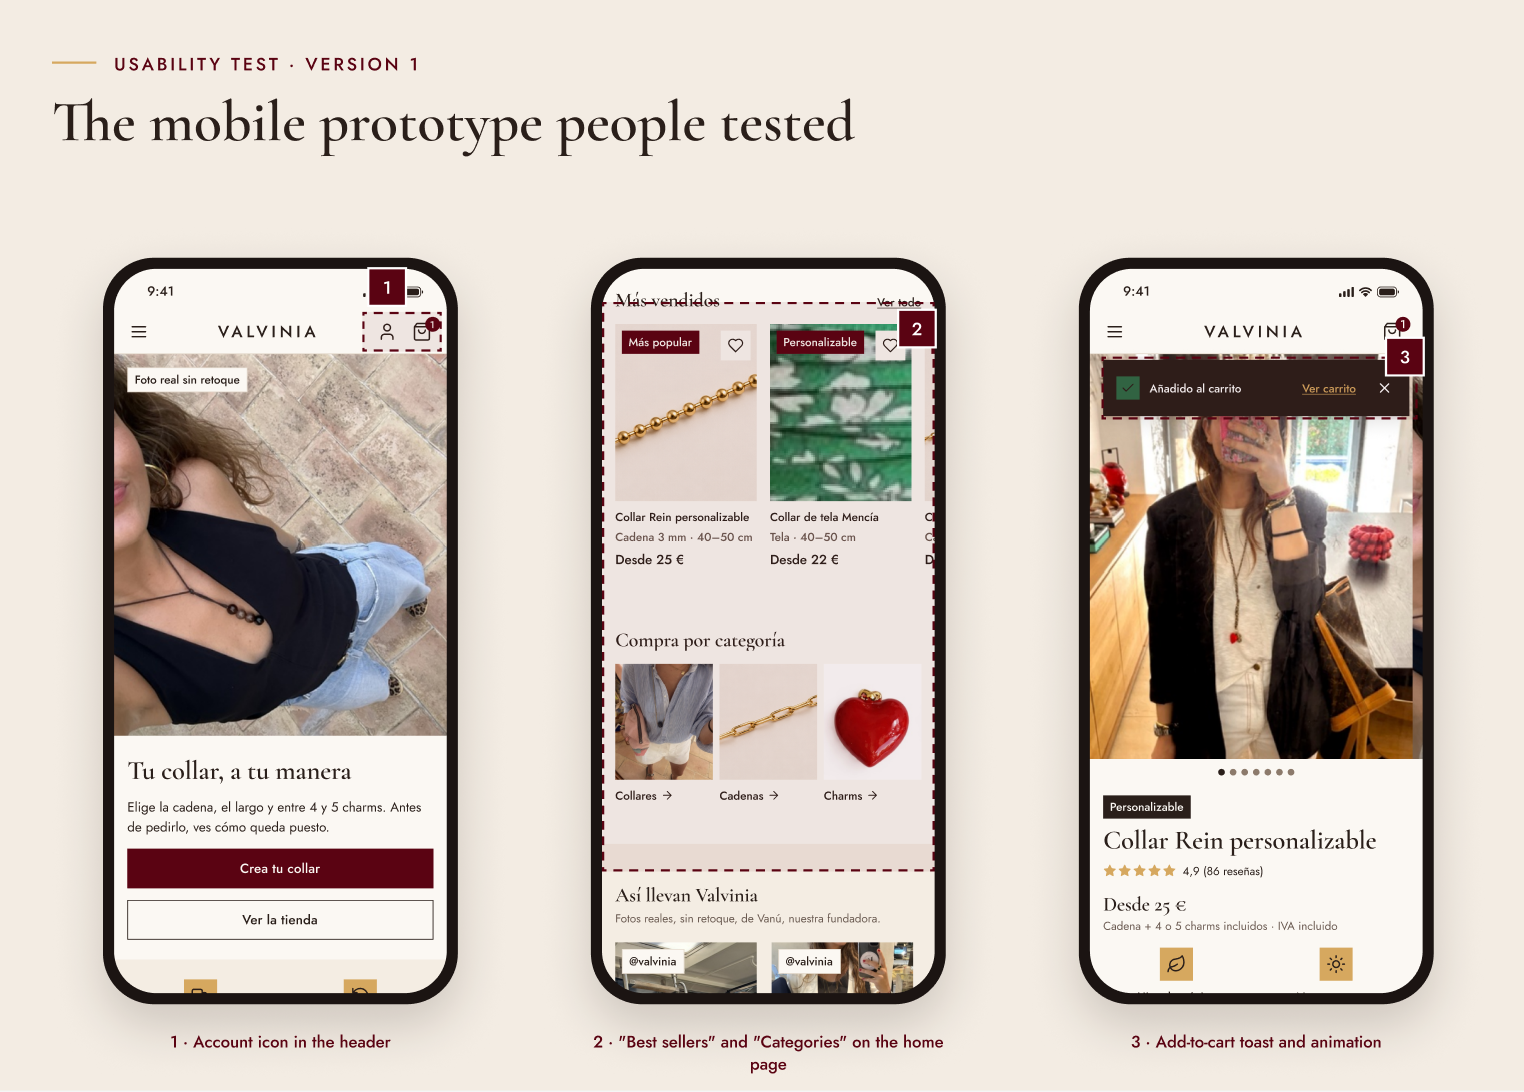 USABILITY TEST · VERSION 1
The mobile prototype people tested
9:41
1
VALVINIA
1
Foto real sin retoque
Tu collar, a tu manera
Elige la cadena, el largo y entre 4 y 5 charms. Antes
de pedirlo, ves cómo queda puesto.
Crea tu collar
Ver la tienda
1 · Account icon in the header
Más vendidos
Ver todo
2
Más popular
Personalizable
Collar Rein personalizable
Cadena 3 mm · 40–50 cm
Desde 25 €
Collar de tela Mencía
Tela · 40–50 cm
Desde 22 €
Compra por categoría
Collares →
Cadenas →
Charms →
Así llevan Valvinia
Fotos reales, sin retoque, de Vanú, nuestra fundadora.
@valvinia
@valvinia
2 · "Best sellers" and "Categories" on the home
page
9:41
VALVINIA
1
3
Añadido al carrito
Ver carrito
Personalizable
Collar Rein personalizable
4,9 (86 reseñas)
Desde 25 €
Cadena + 4 o 5 charms incluidos · IVA incluido
3 · Add-to-cart toast and animation